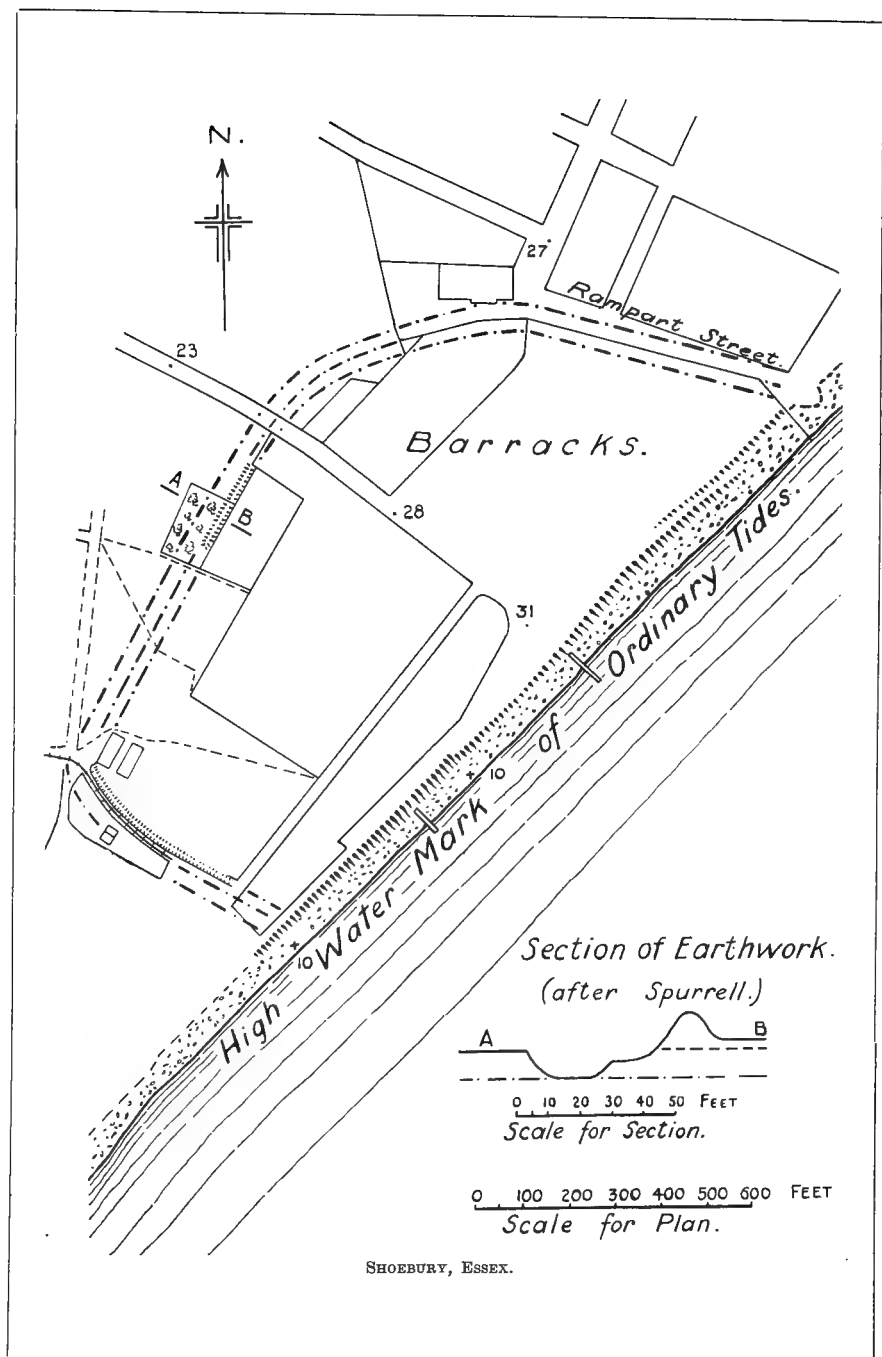 N.
27
Rampart Street.
23
Barracks.
A
B
28
31
High Water Mark of Ordinary Tides.
10
10
Section of Earthwork.
(after Spurrell.)
A
B
0 10 20 30 40 50 FEET
Scale for Section.
0 100 200 300 400 500 600 FEET
Scale for Plan.
SHOEBURY, ESSEX.